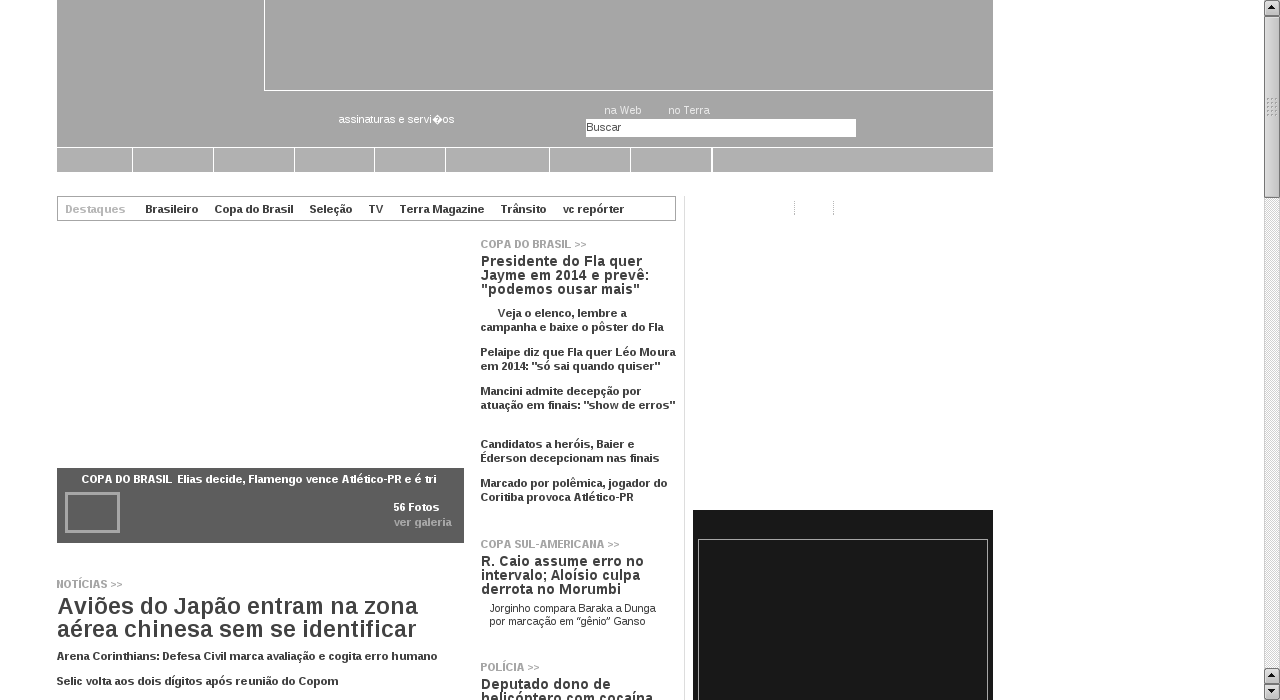 na Web no Terra
assinaturas e servi�os
Buscar
Destaques Brasileiro Copa do Brasil Seleção TV Terra Magazine Trânsito vc repórter
COPA DO BRASIL Elias decide, Flamengo vence Atlético-PR e é tri
56 Fotos
ver galeria
NOTÍCIAS >>
Aviões do Japão entram na zona
aérea chinesa sem se identificar
Arena Corinthians: Defesa Civil marca avaliação e cogita erro humano
Selic volta aos dois dígitos após reunião do Copom
COPA DO BRASIL >>
Presidente do Fla quer
Jayme em 2014 e prevê:
"podemos ousar mais"
Veja o elenco, lembre a
campanha e baixe o pôster do Fla
Pelaipe diz que Fla quer Léo Moura
em 2014: "só sai quando quiser"
Mancini admite decepção por
atuação em finais: "show de erros"
Candidatos a heróis, Baier e
Éderson decepcionam nas finais
Marcado por polêmica, jogador do
Coritiba provoca Atlético-PR
COPA SUL-AMERICANA >>
R. Caio assume erro no
intervalo; Aloísio culpa
derrota no Morumbi
Jorginho compara Baraka a Dunga
por marcação em “gênio” Ganso
POLÍCIA >>
Deputado dono de
helicóptero com cocaína